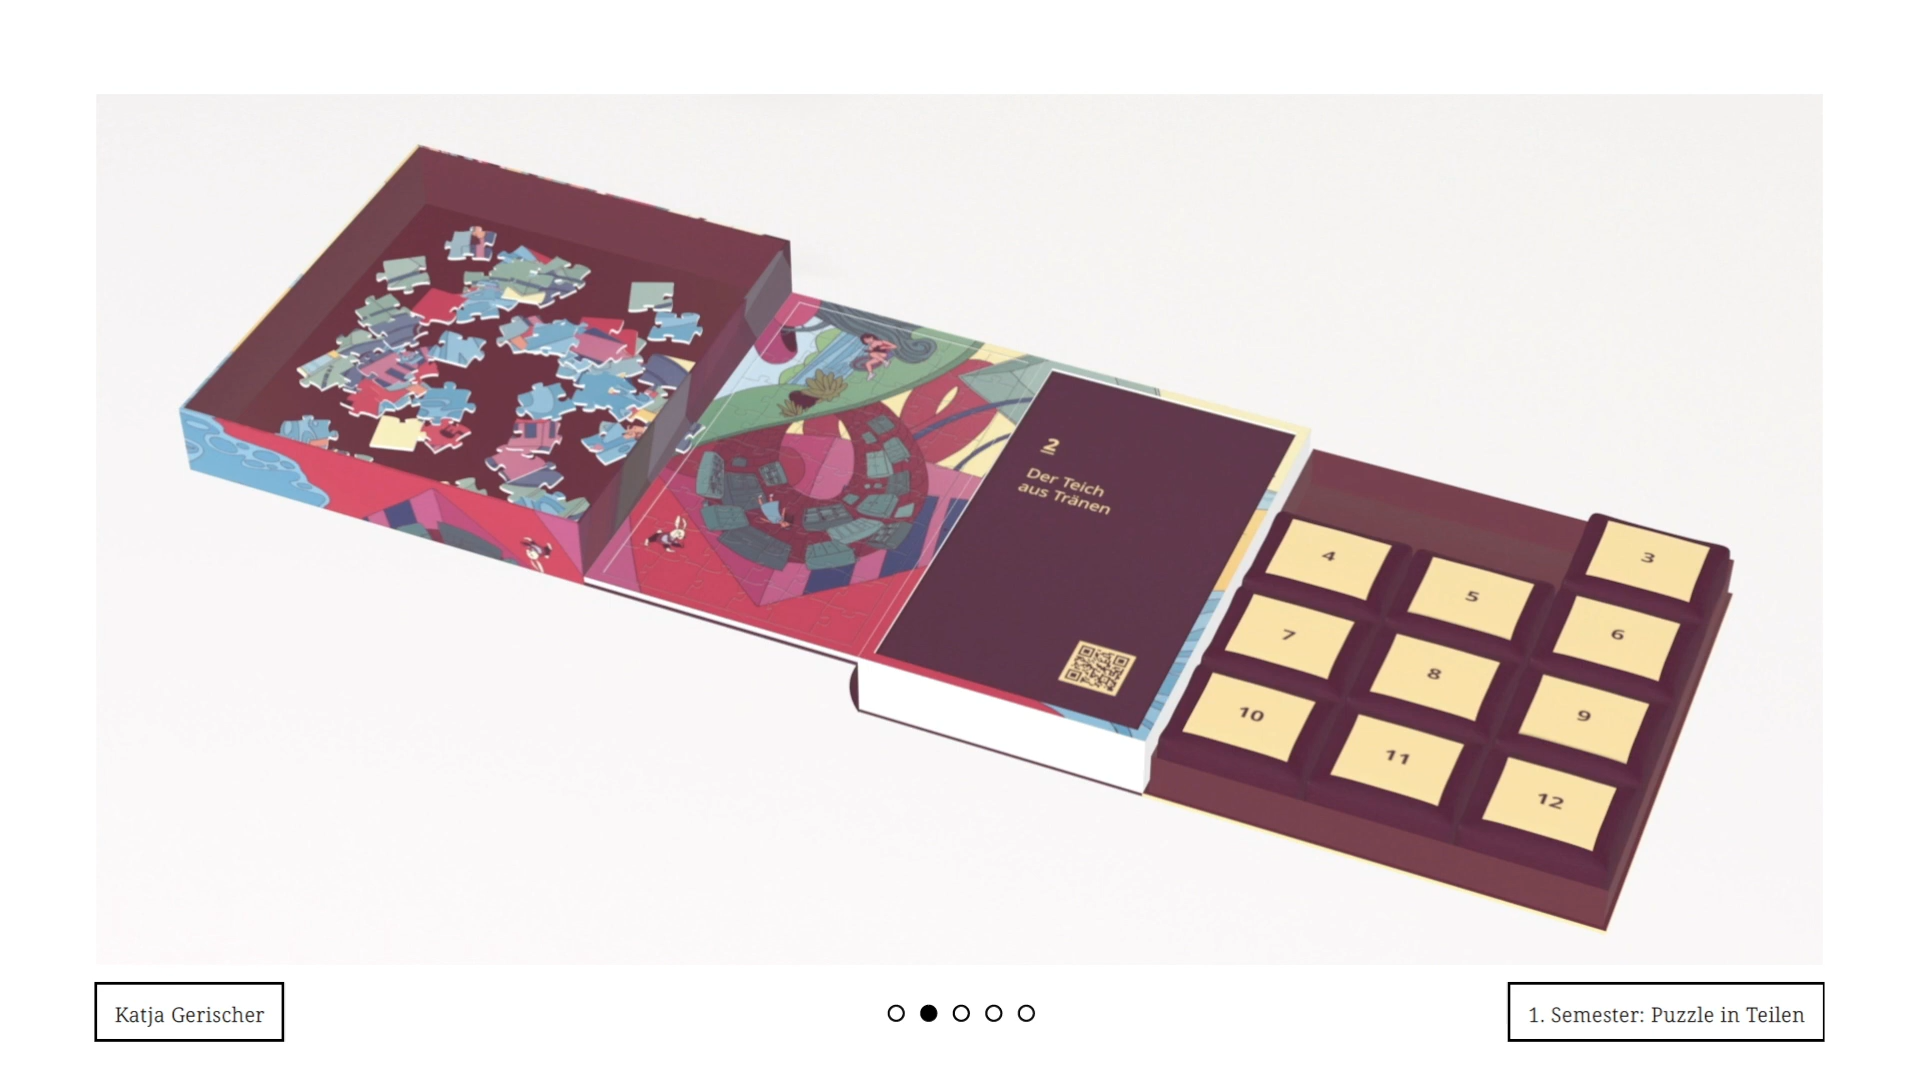 2
Der Teich
aus Tränen
3
4
5
6
7
8
9
10
11
12
Katja Gerischer
1. Semester: Puzzle in Teilen